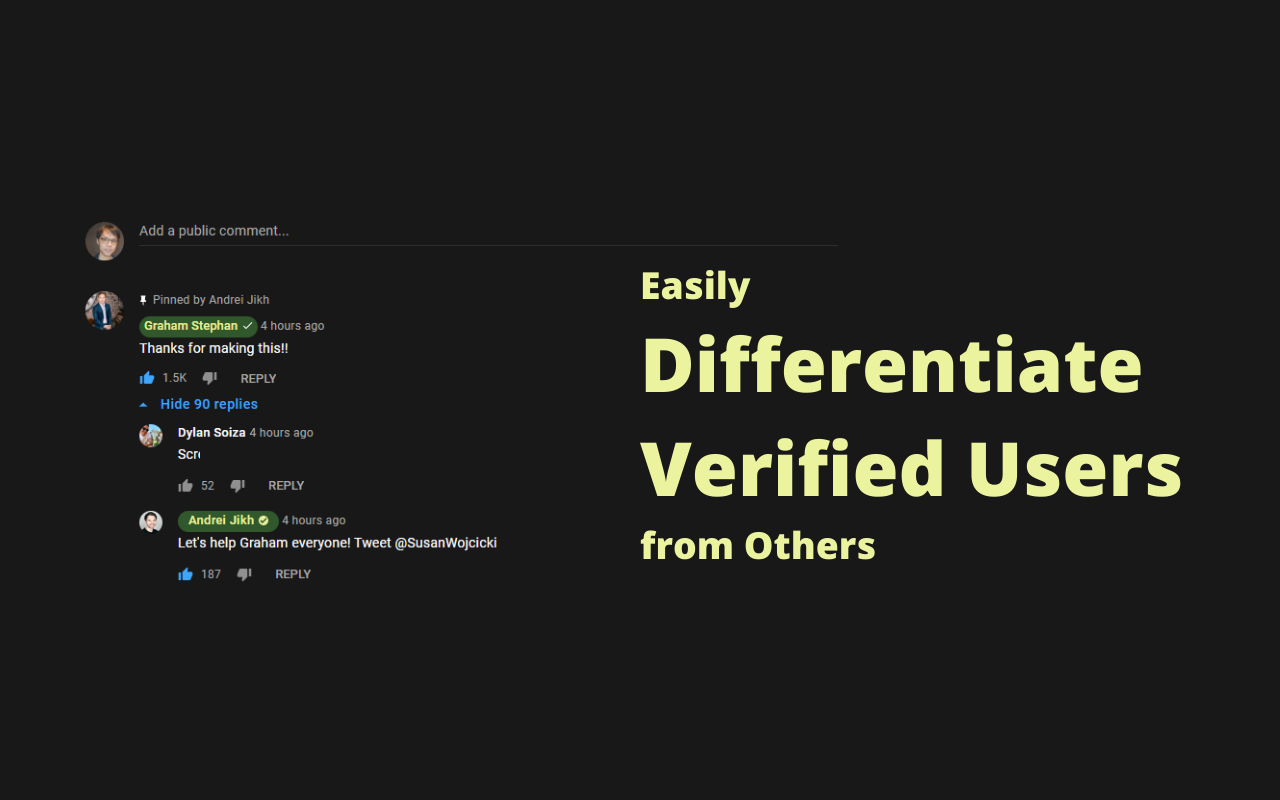 Add a public comment...
Pinned by Andrei Jikh
Graham Stephan 4 hours ago
Thanks for making this!!
1.5K REPLY
Hide 90 replies
Dylan Soiza 4 hours ago
52 REPLY
Andrei Jikh 4 hours ago
Let's help Graham everyone! Tweet @SusanWojcicki
187 REPLY
Easily
Differentiate
Verified Users
from Others